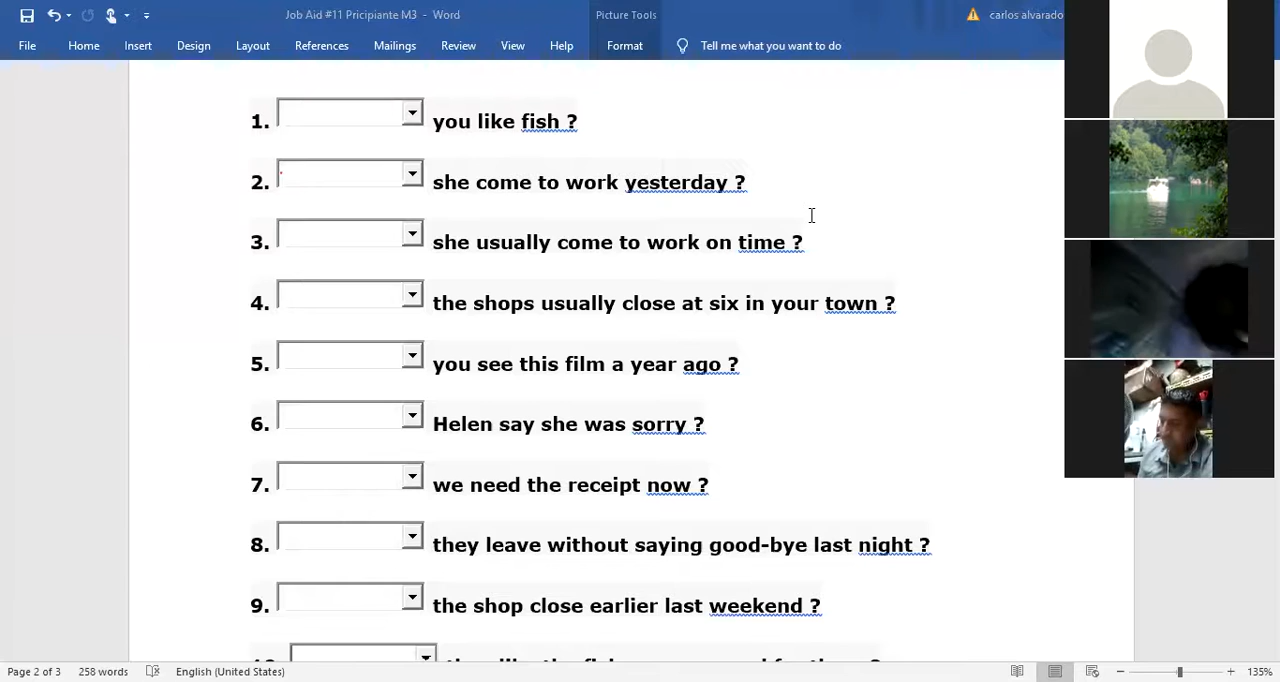 Job Aid #11 Pricipiante M3 - Word
Picture Tools
carlos alvarado
File
Home
Insert
Design
Layout
References
Mailings
Review
View
Help
Format
Tell me what you want to do
1. you like fish ?
2. she come to work yesterday ?
3. she usually come to work on time ?
4. the shops usually close at six in your town ?
5. you see this film a year ago ?
6. Helen say she was sorry ?
7. we need the receipt now ?
8. they leave without saying good-bye last night ?
9. the shop close earlier last weekend ?
Page 2 of 3
258 words
English (United States)
135%